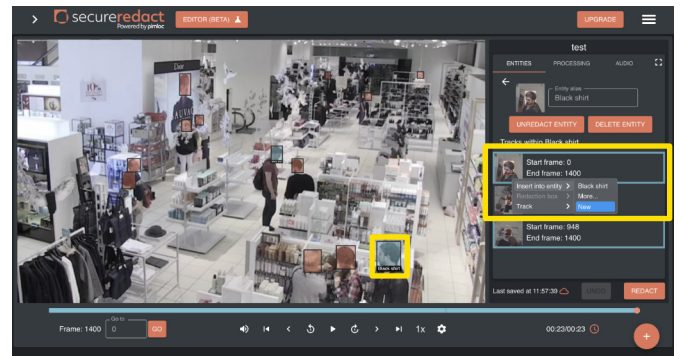 secureredact
Powered by pimloc
EDITOR (BETA)
UPGRADE
test
ENTITIES PROCESSING AUDIO
Entity alias
Black shirt
UNREDACT ENTITY DELETE ENTITY
Tracks within Black shirt
Start frame: 0
End frame: 1400
Insert into entity Black shirt
Redaction box More...
Track New
Start frame: 948
End frame: 1400
Dior
10%
Black shirt
Last saved at 11:57:39 UNDO REDACT
Frame: 1400
Go to
0
GO
1x
00:23/00:23